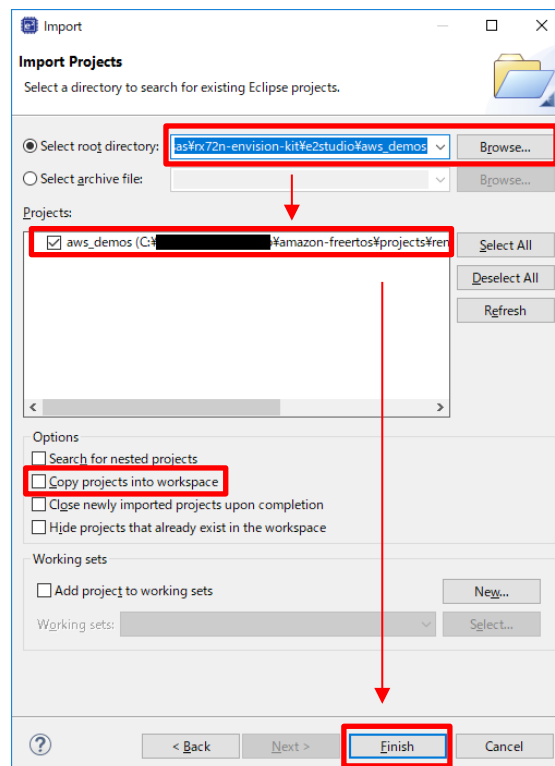 Import
Import Projects
Select a directory to search for existing Eclipse projects.
Select root directory: as¥rx72n-envision-kit¥e2studio¥aws_demos Browse...
Select archive file: Browse...
Projects:
aws_demos (C:¥ ¥amazon-freertos¥projects¥ren Select All
Deselect All
Refresh
Options
Search for nested projects
Copy projects into workspace
Close newly imported projects upon completion
Hide projects that already exist in the workspace
Working sets
Add project to working sets New...
Working sets: Select...
? < Back Next > Finish Cancel